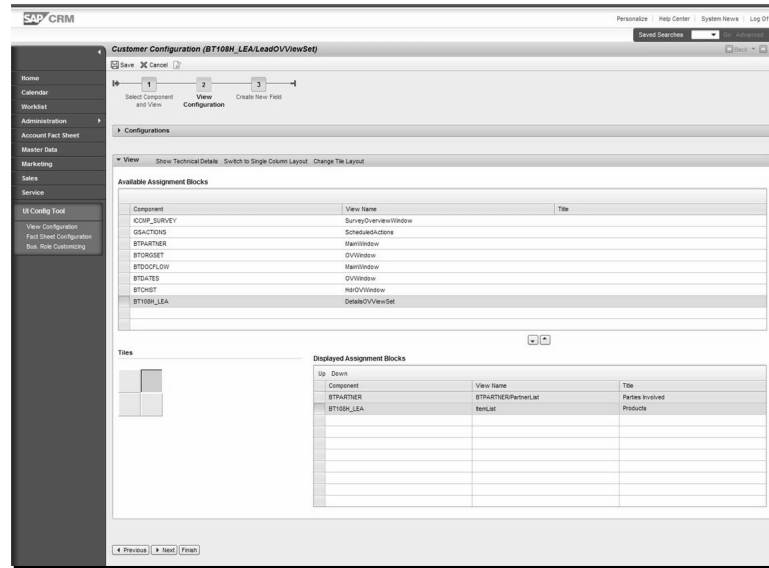 SAP CRM
Personalize | Help Center | System News | Log Of
Saved Searches Go Advanced
Customer Configuration (BT108H_LEA/LeadOVViewSet)
Back
Save Cancel
Home
Calendar
Worklist
Administration
Account Fact Sheet
Master Data
Marketing
Sales
Service
UI Config Tool
View Configuration
Fact Sheet Configuration
Bus. Role Customizing
1 2 3
Select Component and View
View Configuration
Create New Field
Configurations
View Show Technical Details Switch to Single Column Layout Change Tile Layout
Available Assignment Blocks
Component View Name Title
ICCMP_SURVEY SurveyOverviewWindow
GSACTIONS ScheduledActions
BTPARTNER MainWindow
BTORGSET OVWindow
BTDOCFLOW MainWindow
BTDATES OVWindow
BTCHIST HdrOVWindow
BT108H_LEA DetailsOVViewSet
Tiles
Displayed Assignment Blocks
Up Down
Component View Name Title
BTPARTNER BTPARTNER/PartnerList Parties Involved
BT108H_LEA ItemList Products
Previous Next Finish